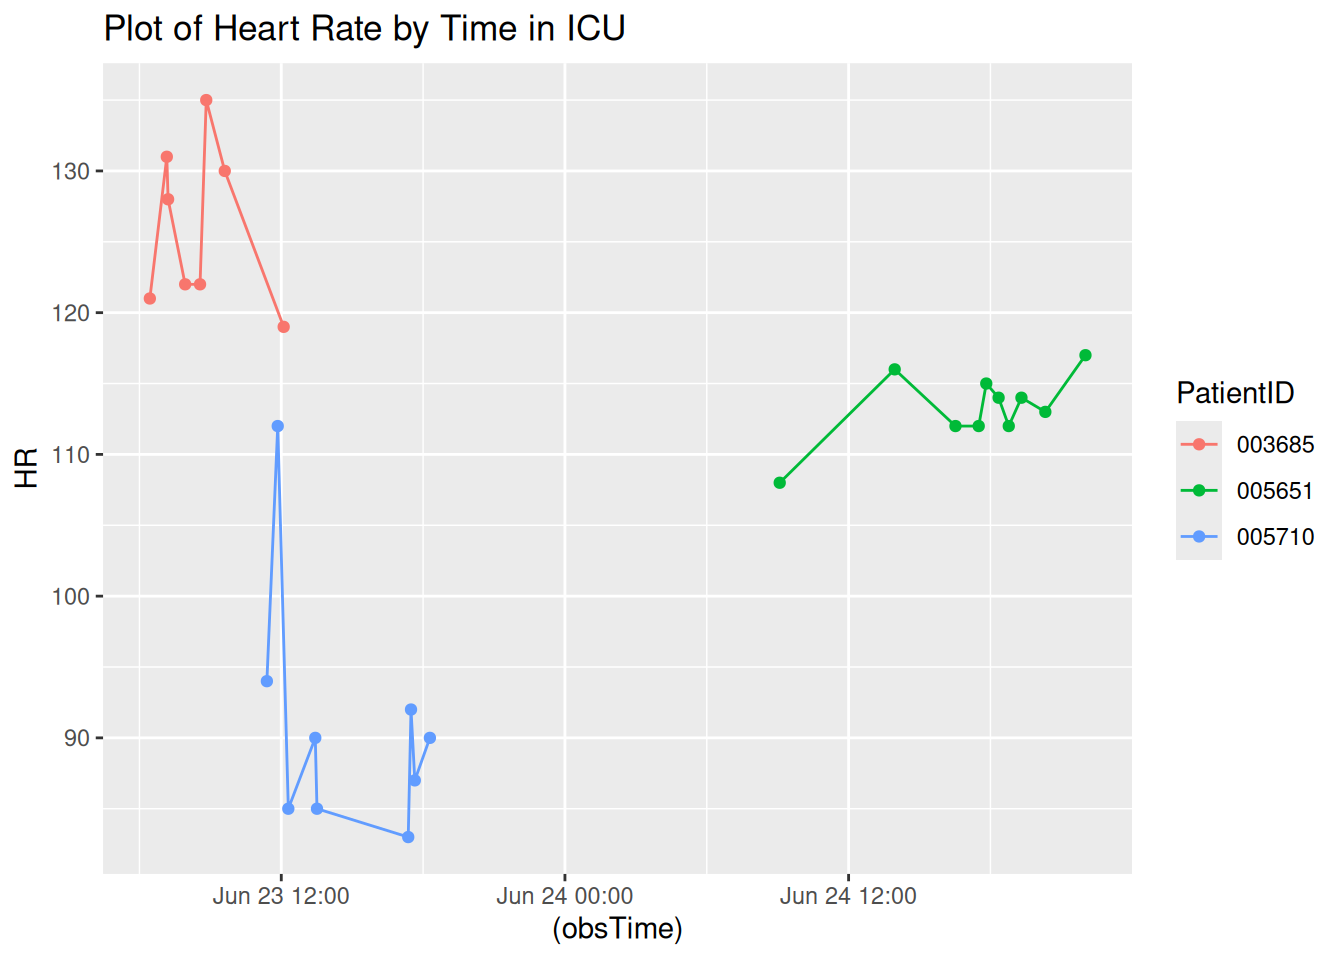 Plot of Heart Rate by Time in ICU
130
120
110
100
90
HR
Jun 23 12:00
Jun 24 00:00
Jun 24 12:00
(obsTime)
PatientID
003685
005651
005710